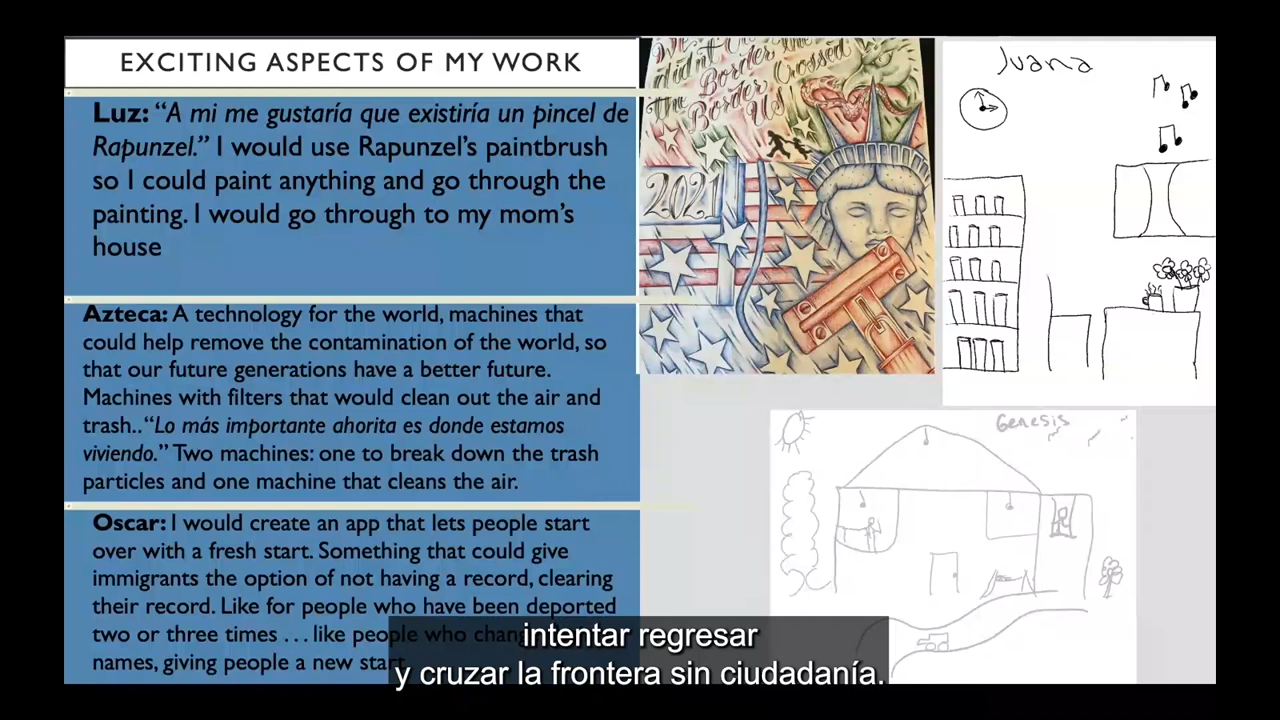 EXCITING ASPECTS OF MY WORK
Luz: “A mi me gustaría que existiría un pincel de
Rapunzel.” I would use Rapunzel’s paintbrush
so I could paint anything and go through the
painting. I would go through to my mom’s
house
Azteca: A technology for the world, machines that
could help remove the contamination of the world, so
that our future generations have a better future.
Machines with filters that would clean out the air and
trash.. “Lo más importante ahorita es donde estamos
viviendo.” Two machines: one to break down the trash
particles and one machine that cleans the air.
Oscar: I would create an app that lets people start
over with a fresh start. Something that could give
immigrants the option of not having a record, clearing
their record. Like for people who have been deported
two or three times … like people who
names, giving people a new start
We
didn't
Border Crossed
the Border
Us!
2021
Juana
Genesis
intentar regresar
y cruzar la frontera sin ciudadanía.